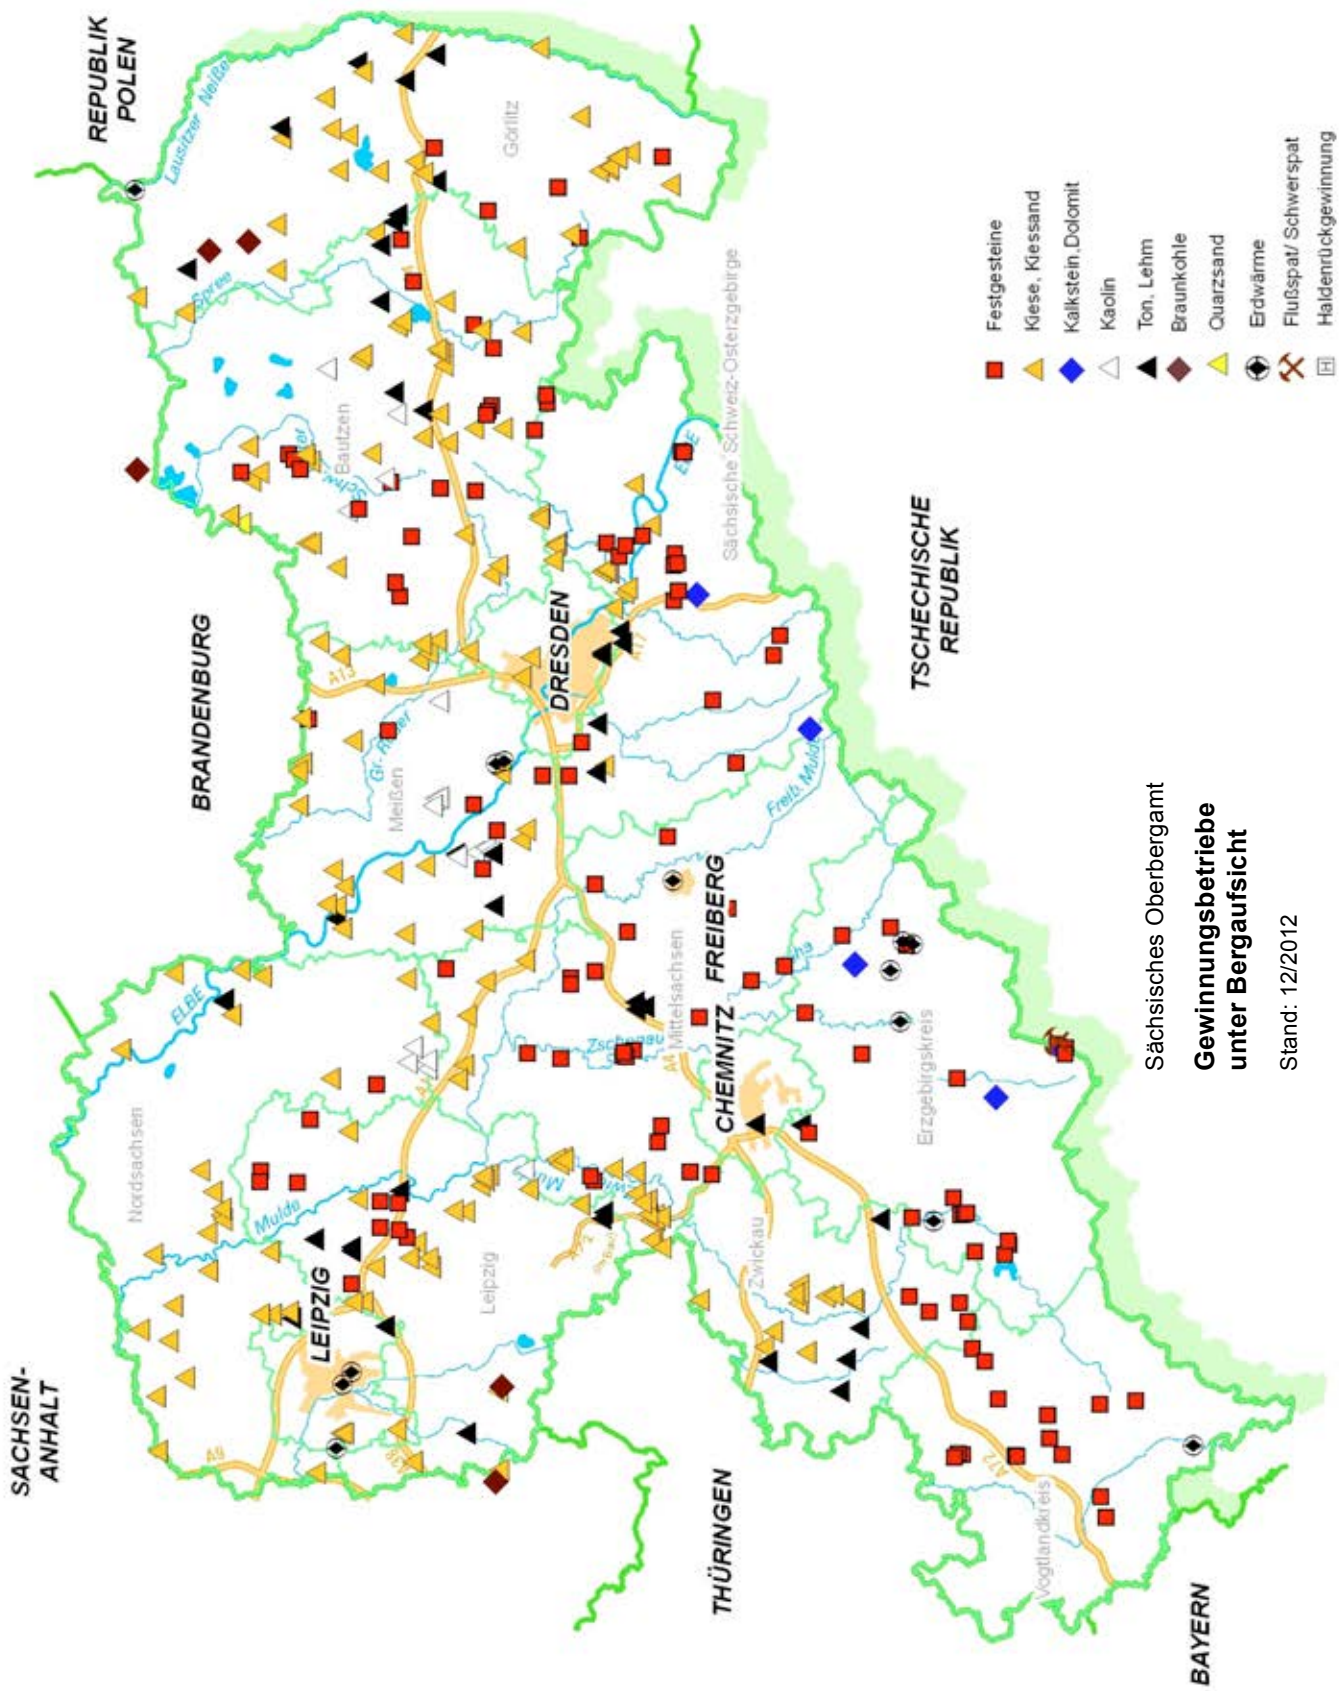 SACHSEN-
ANHALT
BRANDENBURG
REPUBLIK
POLEN
THÜRINGEN
BAYERN
TSCHECHISCHE
REPUBLIK
LEIPZIG
CHEMNITZ
FREIBERG
DRESDEN
Nordsachsen
Leipzig
Meißen
Bautzen
Görlitz
Mittelsachsen
Zwickau
Erzgebirgskreis
Vogtlandkreis
Sächsische Schweiz-Osterzgebirge
ELBE
Mulde
Gr. Röder
Spree
Lausitzer Neiße
Freib. Mulde
Zschopau
A9
A38
A13
A17
A4
A72
Sächsisches Oberbergamt
Gewinnungsbetriebe
unter Bergaufsicht
Stand: 12/2012
Festgesteine
Kiese, Kiessand
Kalkstein,Dolomit
Kaolin
Ton, Lehm
Braunkohle
Quarzsand
Erdwärme
Flußspat/ Schwerspat
H Haldenrückgewinnung